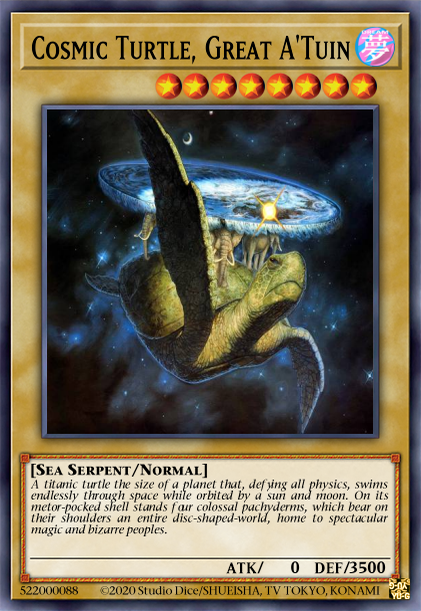 Cosmic Turtle, Great A'Tuin
DREAM
夢
[Sea Serpent/Normal]
A titanic turtle the size of a planet that, defying all physics, swims
endlessly through space while orbited by a sun and moon. On its
metor-pocked shell stands four colossal pachyderms, which bear on
their shoulders an entire disc-shaped-world, home to spectacular
magic and bizarre peoples.
ATK/ 0 DEF/3500
522000088 ©2020 Studio Dice/SHUEISHA, TV TOKYO, KONAMI